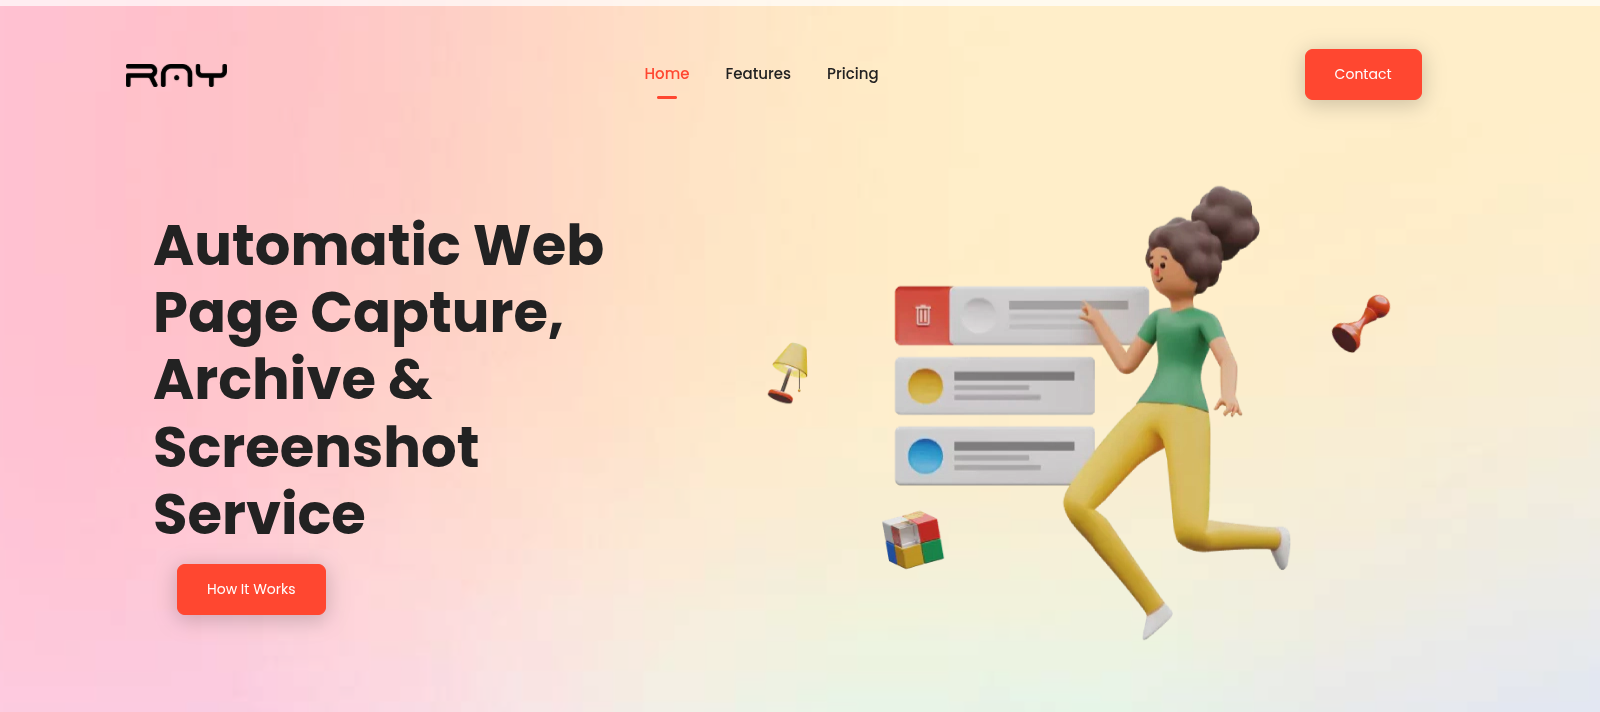 RAY
Home Features Pricing
Contact
Automatic Web
Page Capture,
Archive &
Screenshot
Service
How It Works